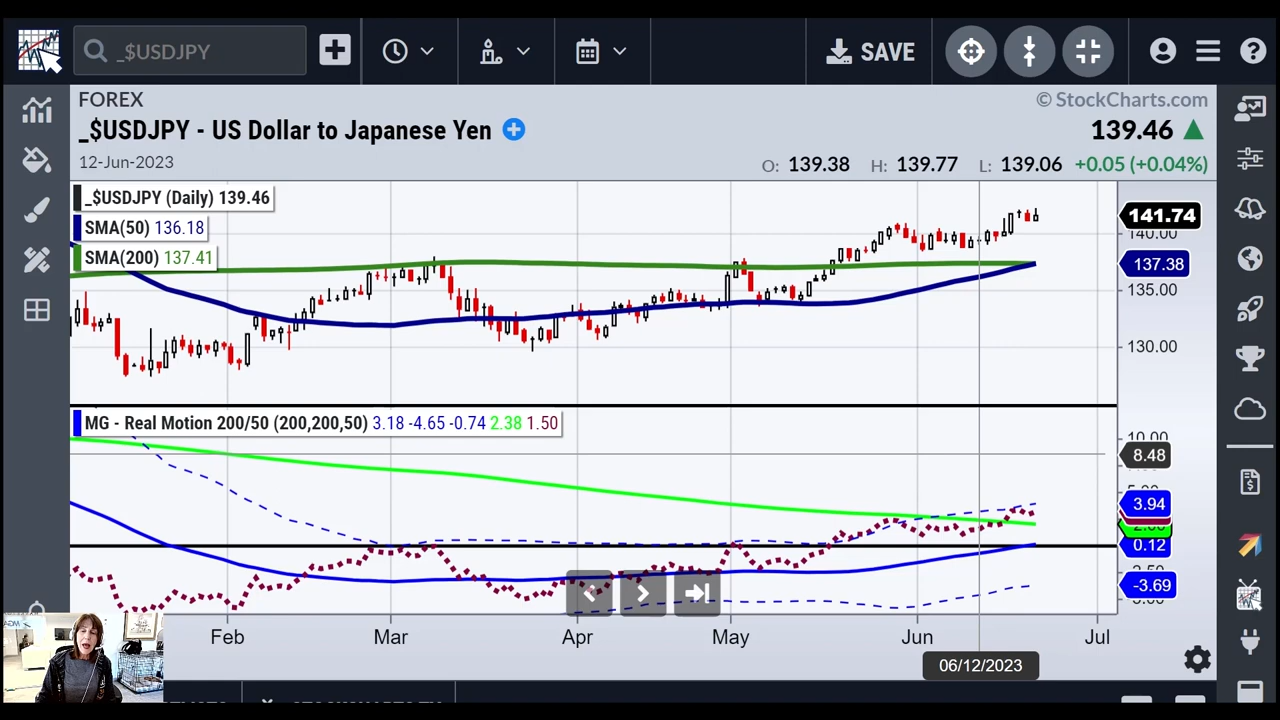 _$USDJPY
SAVE
FOREX
© StockCharts.com
_$USDJPY - US Dollar to Japanese Yen
139.46
12-Jun-2023
O: 139.38 H: 139.77 L: 139.06 +0.05 (+0.04%)
_$USDJPY (Daily) 139.46
SMA(50) 136.18
SMA(200) 137.41
141.74
140.00
137.38
135.00
130.00
MG - Real Motion 200/50 (200,200,50) 3.18 -4.65 -0.74 2.38 1.50
10.00
8.48
3.94
0.12
-3.69
Feb Mar Apr May Jun Jul
06/12/2023